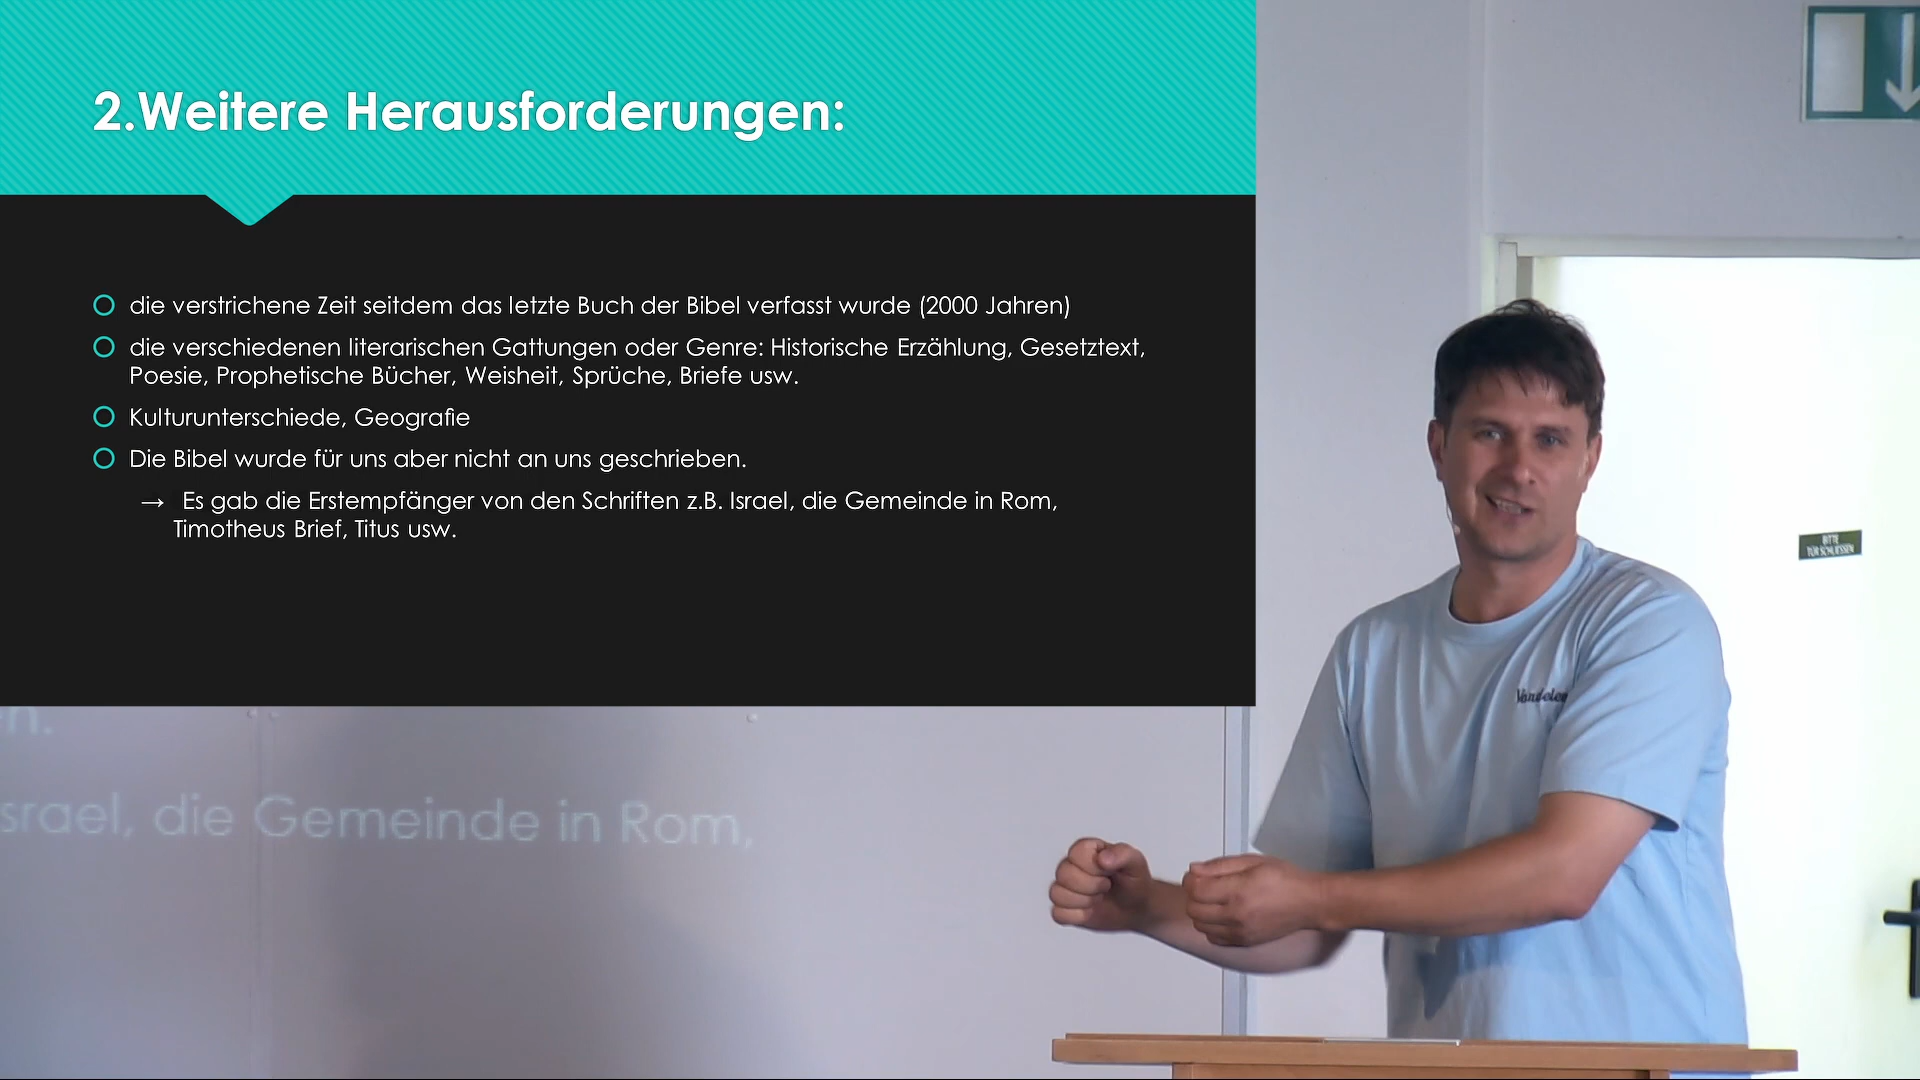 2.Weitere Herausforderungen:
die verstrichene Zeit seitdem das letzte Buch der Bibel verfasst wurde (2000 Jahren)
die verschiedenen literarischen Gattungen oder Genre: Historische Erzählung, Gesetztext,
Poesie, Prophetische Bücher, Weisheit, Sprüche, Briefe usw.
Kulturunterschiede, Geografie
Die Bibel wurde für uns aber nicht an uns geschrieben.
→ Es gab die Erstempfänger von den Schriften z.B. Israel, die Gemeinde in Rom,
Timotheus Brief, Titus usw.
BITTE
TÜR SCHLIESSEN
die Gemeinde in Rom,